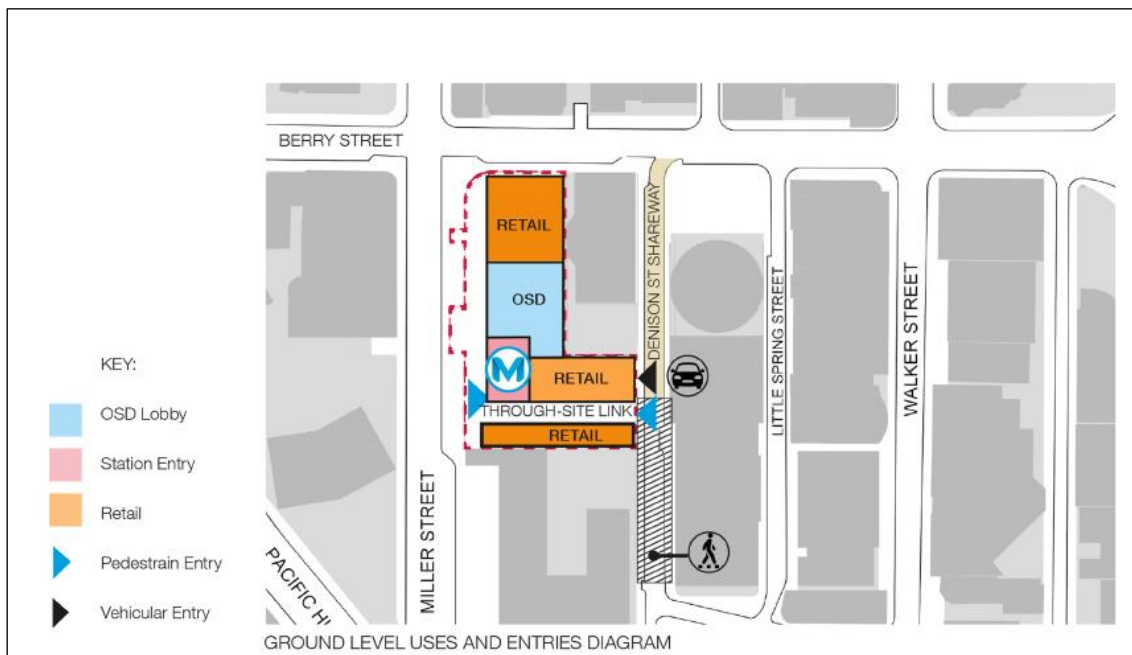 BERRY STREET
RETAIL
OSD
M
RETAIL
THROUGH-SITE LINK
RETAIL
DENISON ST SHAREWAY
LITTLE SPRING STREET
WALKER STREET
MILLER STREET
PACIFIC H
KEY:
OSD Lobby
Station Entry
Retail
Pedestrain Entry
Vehicular Entry
GROUND LEVEL USES AND ENTRIES DIAGRAM